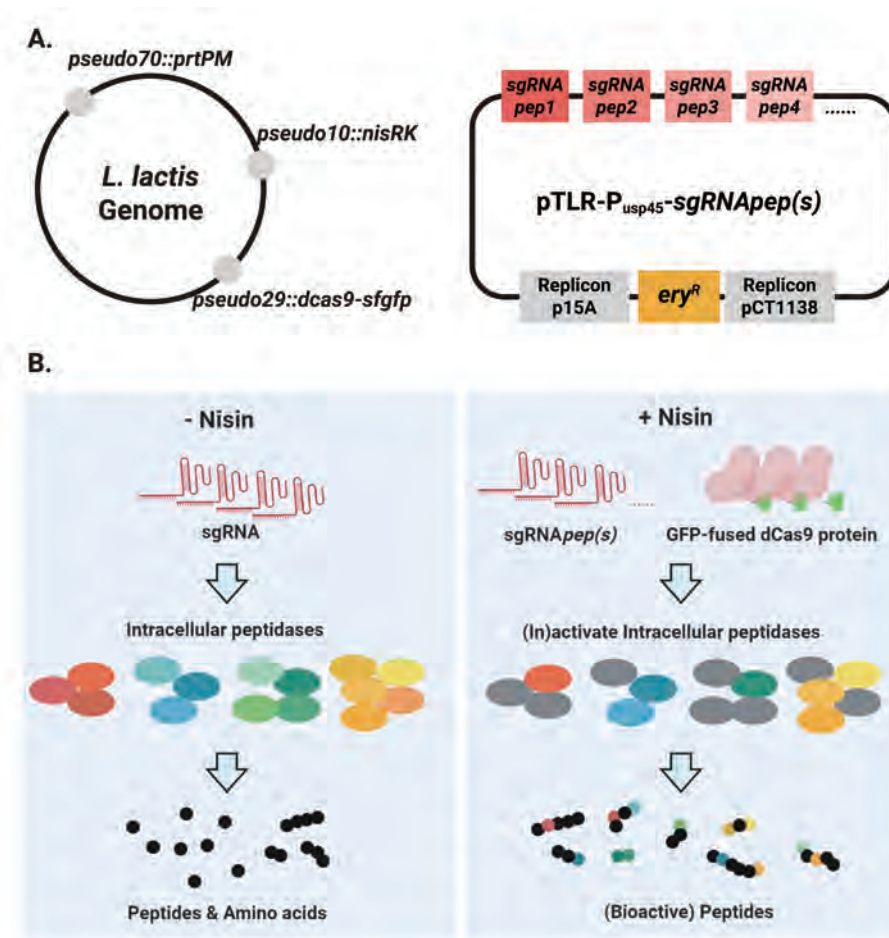 A.
pseudo70::prtPM
pseudo10::nisRK
L. lactis
Genome
pseudo29::dcas9-sfgfp
sgRNA
pep1
sgRNA
pep2
sgRNA
pep3
sgRNA
pep4
......
pTLR-Pusp45-sgRNApep(s)
Replicon
p15A
eryR
Replicon
pCT1138
B.
- Nisin
sgRNA
Intracellular peptidases
Peptides & Amino acids
+ Nisin
sgRNApep(s)
GFP-fused dCas9 protein
(In)activate Intracellular peptidases
(Bioactive) Peptides